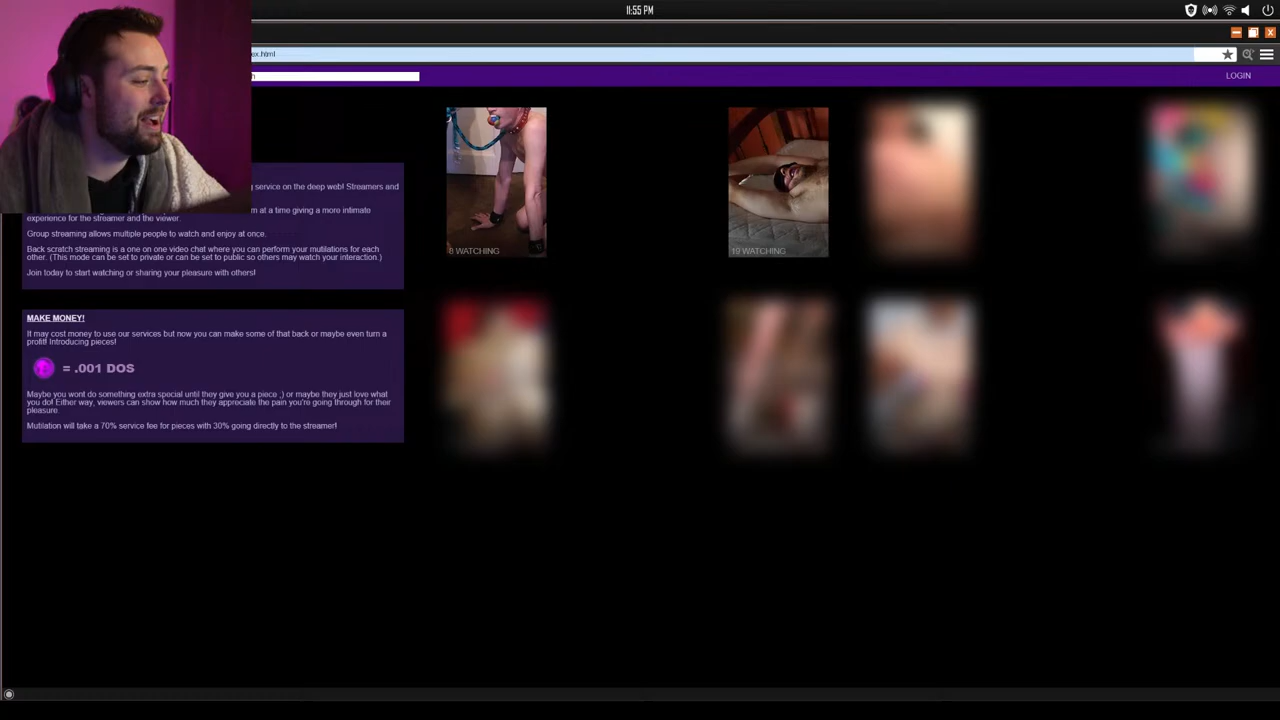 11:55 PM
ex.html
h
LOGIN
g service on the deep web! Streamers and
m at a time giving a more intimate
experience for the streamer and the viewer.
Group streaming allows multiple people to watch and enjoy at once.
Back scratch streaming is a one on one video chat where you can perform your mutilations for each
other. (This mode can be set to private or can be set to public so others may watch your interaction.)
Join today to start watching or sharing your pleasure with others!
8 WATCHING
19 WATCHING
MAKE MONEY!
It may cost money to use our services but now you can make some of that back or maybe even turn a
profit! Introducing pieces!
= .001 DOS
Maybe you wont do something extra special until they give you a piece ;) or maybe they just love what
you do! Either way, viewers can show how much they appreciate the pain you're going through for their
pleasure.
Mutilation will take a 70% service fee for pieces with 30% going directly to the streamer!